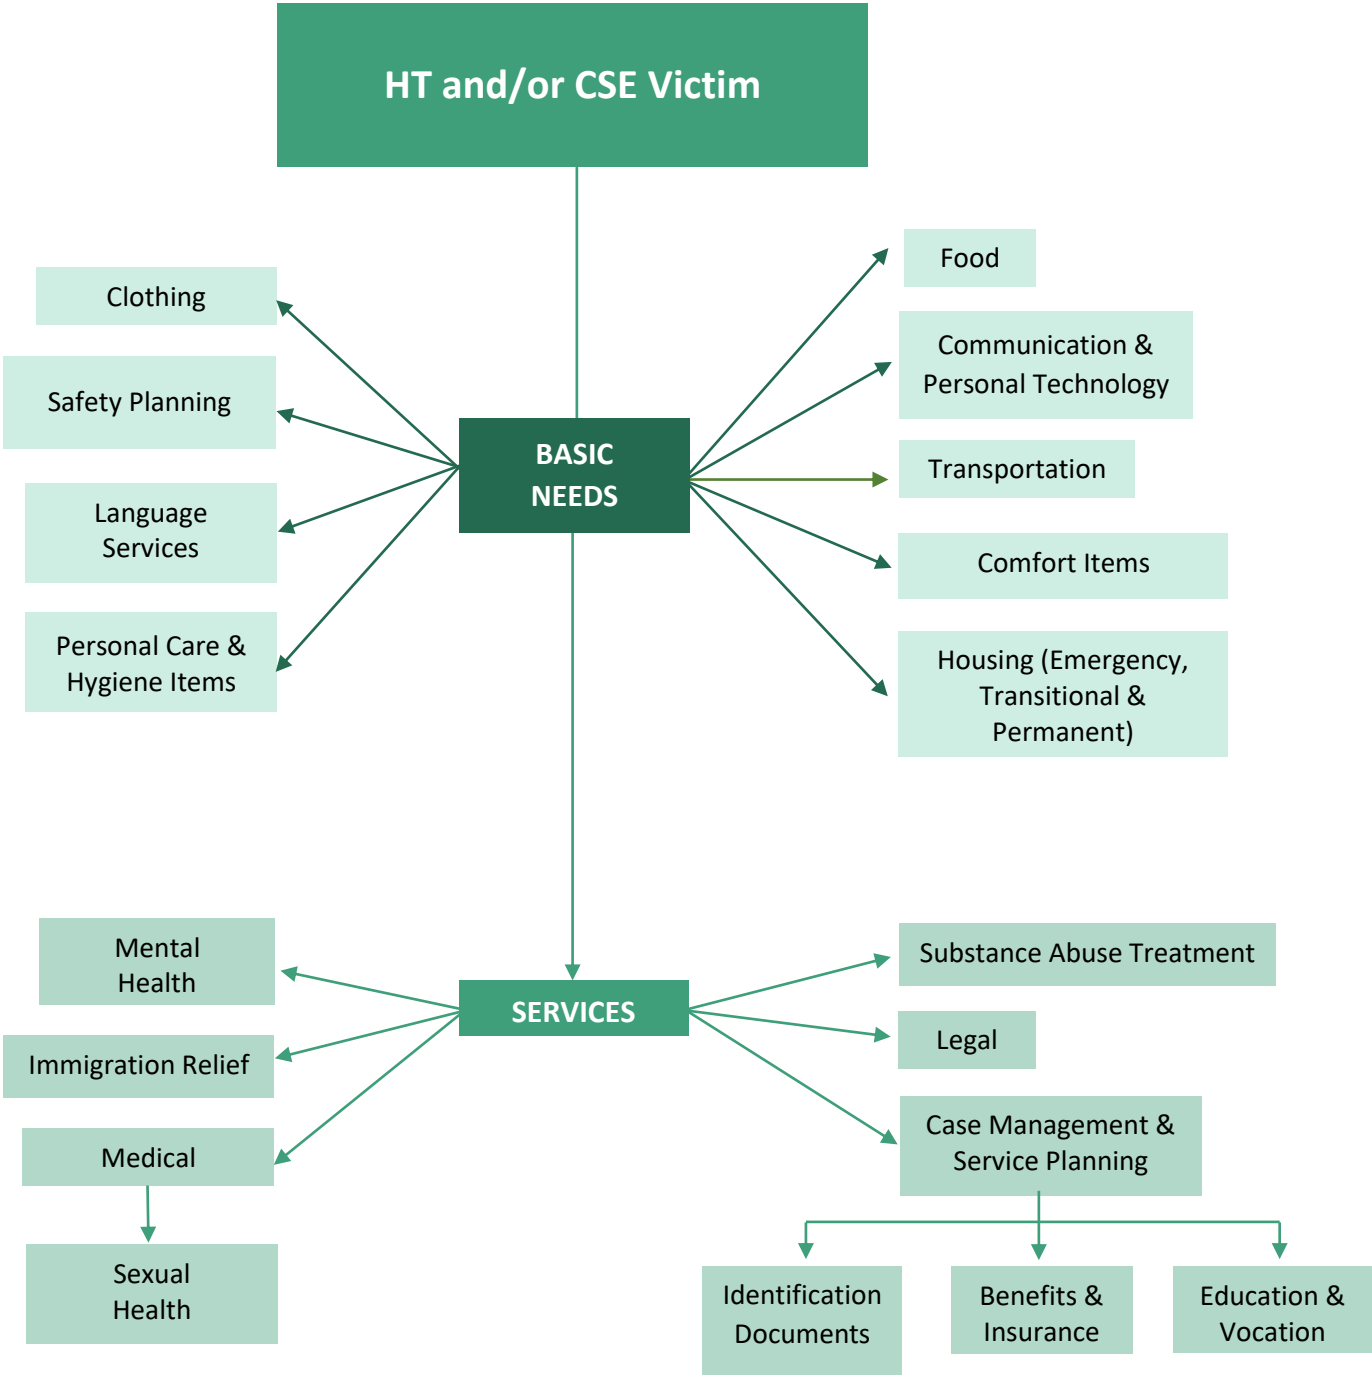 HT and/or CSE Victim
Clothing
Safety Planning
Language
Services
Personal Care &
Hygiene Items
BASIC
NEEDS
Food
Communication &
Personal Technology
Transportation
Comfort Items
Housing (Emergency,
Transitional &
Permanent)
Mental
Health
Immigration Relief
Medical
Sexual
Health
SERVICES
Substance Abuse Treatment
Legal
Case Management &
Service Planning
Identification
Documents
Benefits &
Insurance
Education &
Vocation